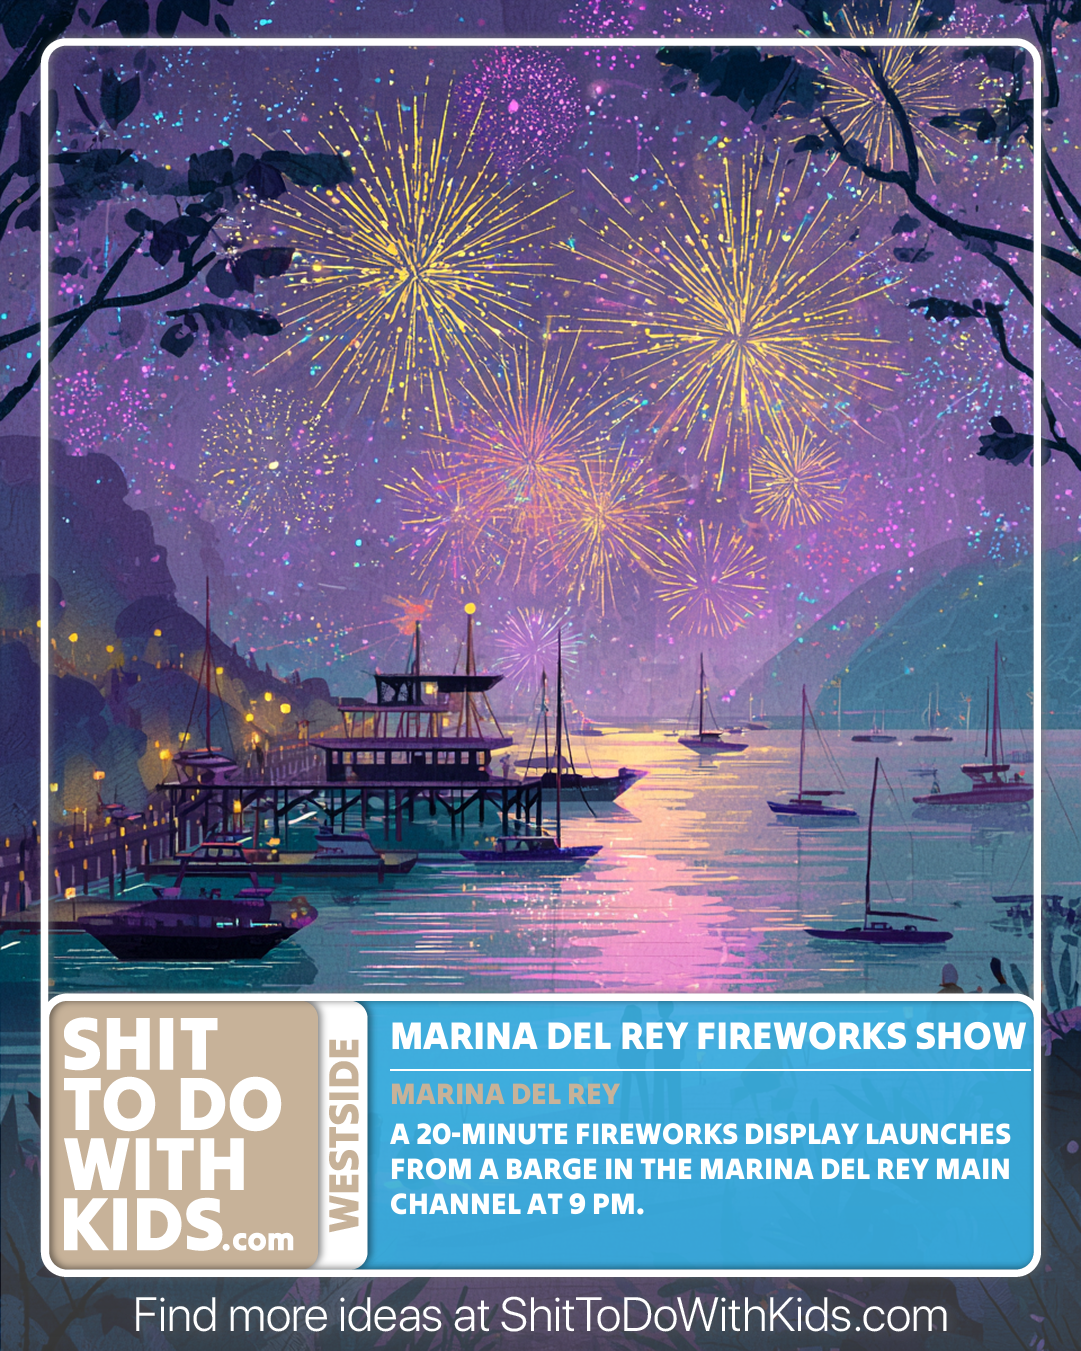 SHIT
TO DO
WITH
KIDS.com
WESTSIDE
MARINA DEL REY FIREWORKS SHOW
MARINA DEL REY
A 20-MINUTE FIREWORKS DISPLAY LAUNCHES
FROM A BARGE IN THE MARINA DEL REY MAIN
CHANNEL AT 9 PM.
Find more ideas at ShitToDoWithKids.com